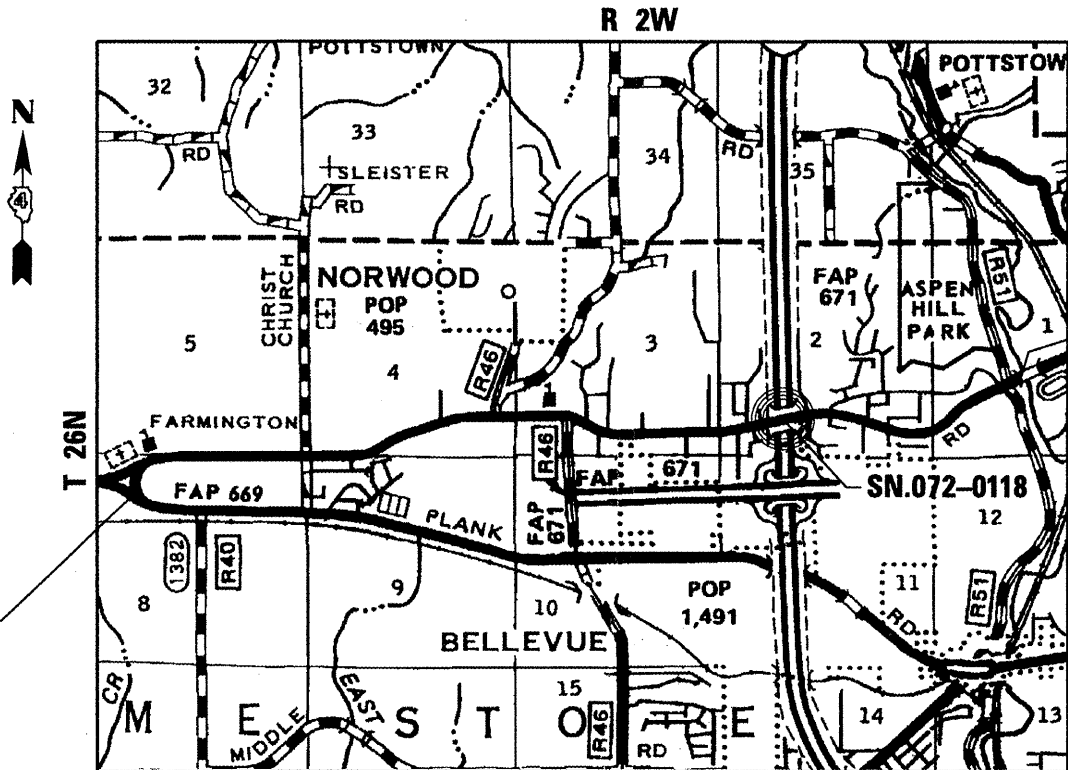 R 2W
POTTSTOWN
POTTSTOW
32
33
34
35
N
4
RD
SLEISTER
RD
RD
NORWOOD
POP
495
CHRIST
CHURCH
FAP
671
ASPEN
HILL
PARK
R51
5
4
3
2
1
R46
T 26N
FARMINGTON
RD
R46
FAP 669
FAP
671
SN.072-0118
PLANK
FAP
671
12
1382
R40
8
9
10
POP
1,491
11
RD
R51
BELLEVUE
CR
EAST
15
14
13
M E S T O E
MIDDLE
R46
RD